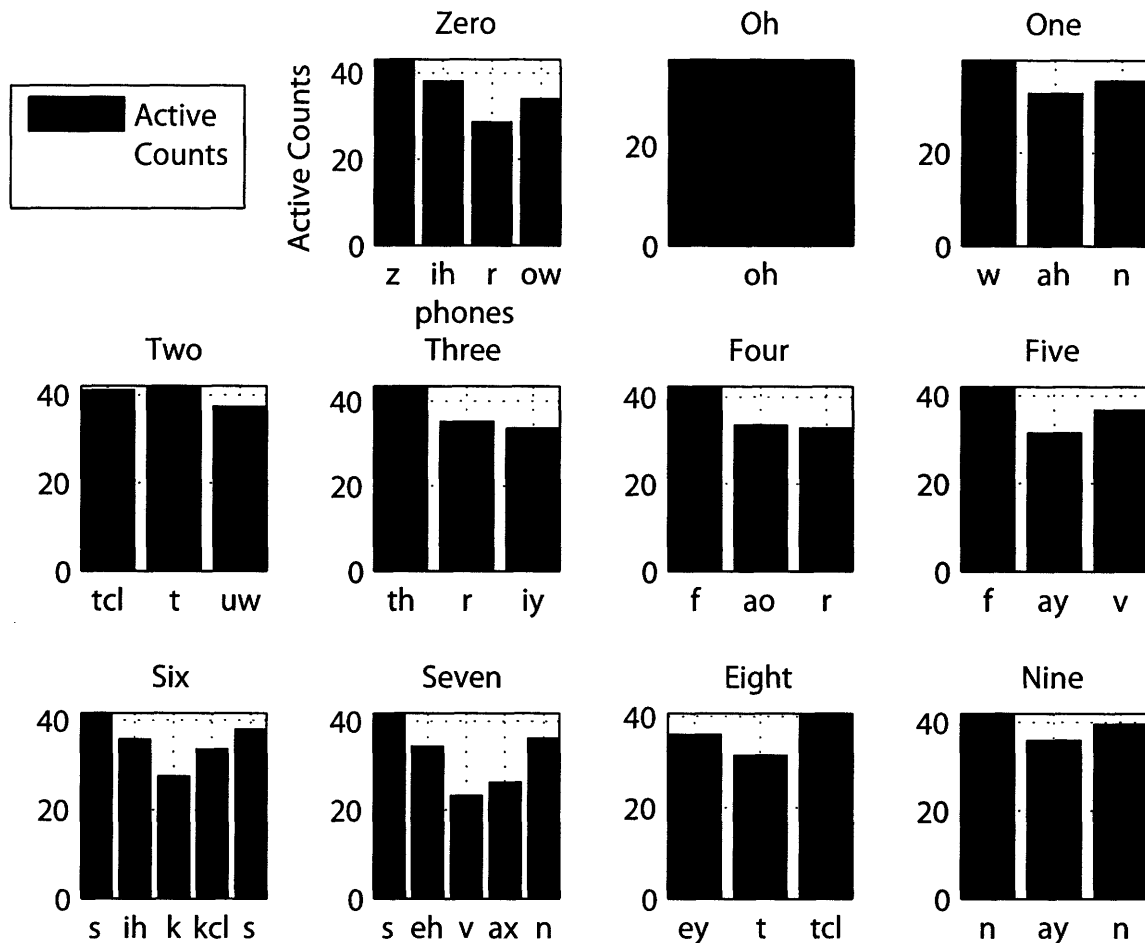 Active
Counts
Zero
Active Counts
40
20
0
z ih r ow
phones
Oh
20
0
oh
One
20
0
w ah n
Two
40
20
0
tcl t uw
Three
40
20
0
th r iy
Four
40
20
0
f ao r
Five
40
20
0
f ay v
Six
40
20
0
s ih k kcl s
Seven
40
20
0
s eh v ax n
Eight
40
20
0
ey t tcl
Nine
40
20
0
n ay n